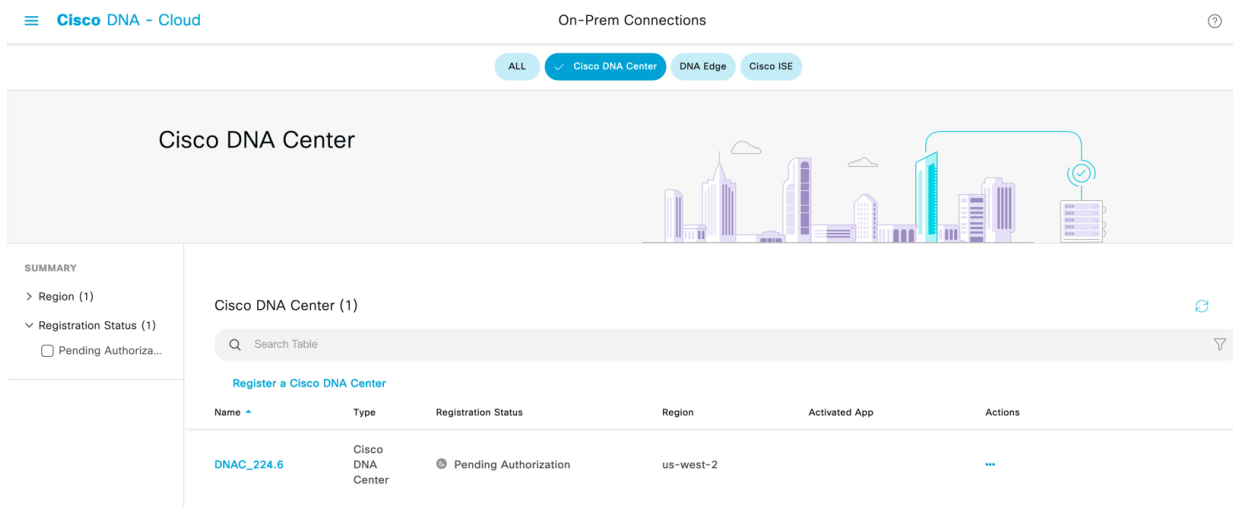 Cisco DNA - Cloud
On-Prem Connections
ALL
Cisco DNA Center
DNA Edge
Cisco ISE
Cisco DNA Center
SUMMARY
Region (1)
Registration Status (1)
Pending Authoriza...
Cisco DNA Center (1)
Search Table
Register a Cisco DNA Center
Name Type Registration Status Region Activated App Actions
DNAC_224.6 Cisco DNA Center Pending Authorization us-west-2